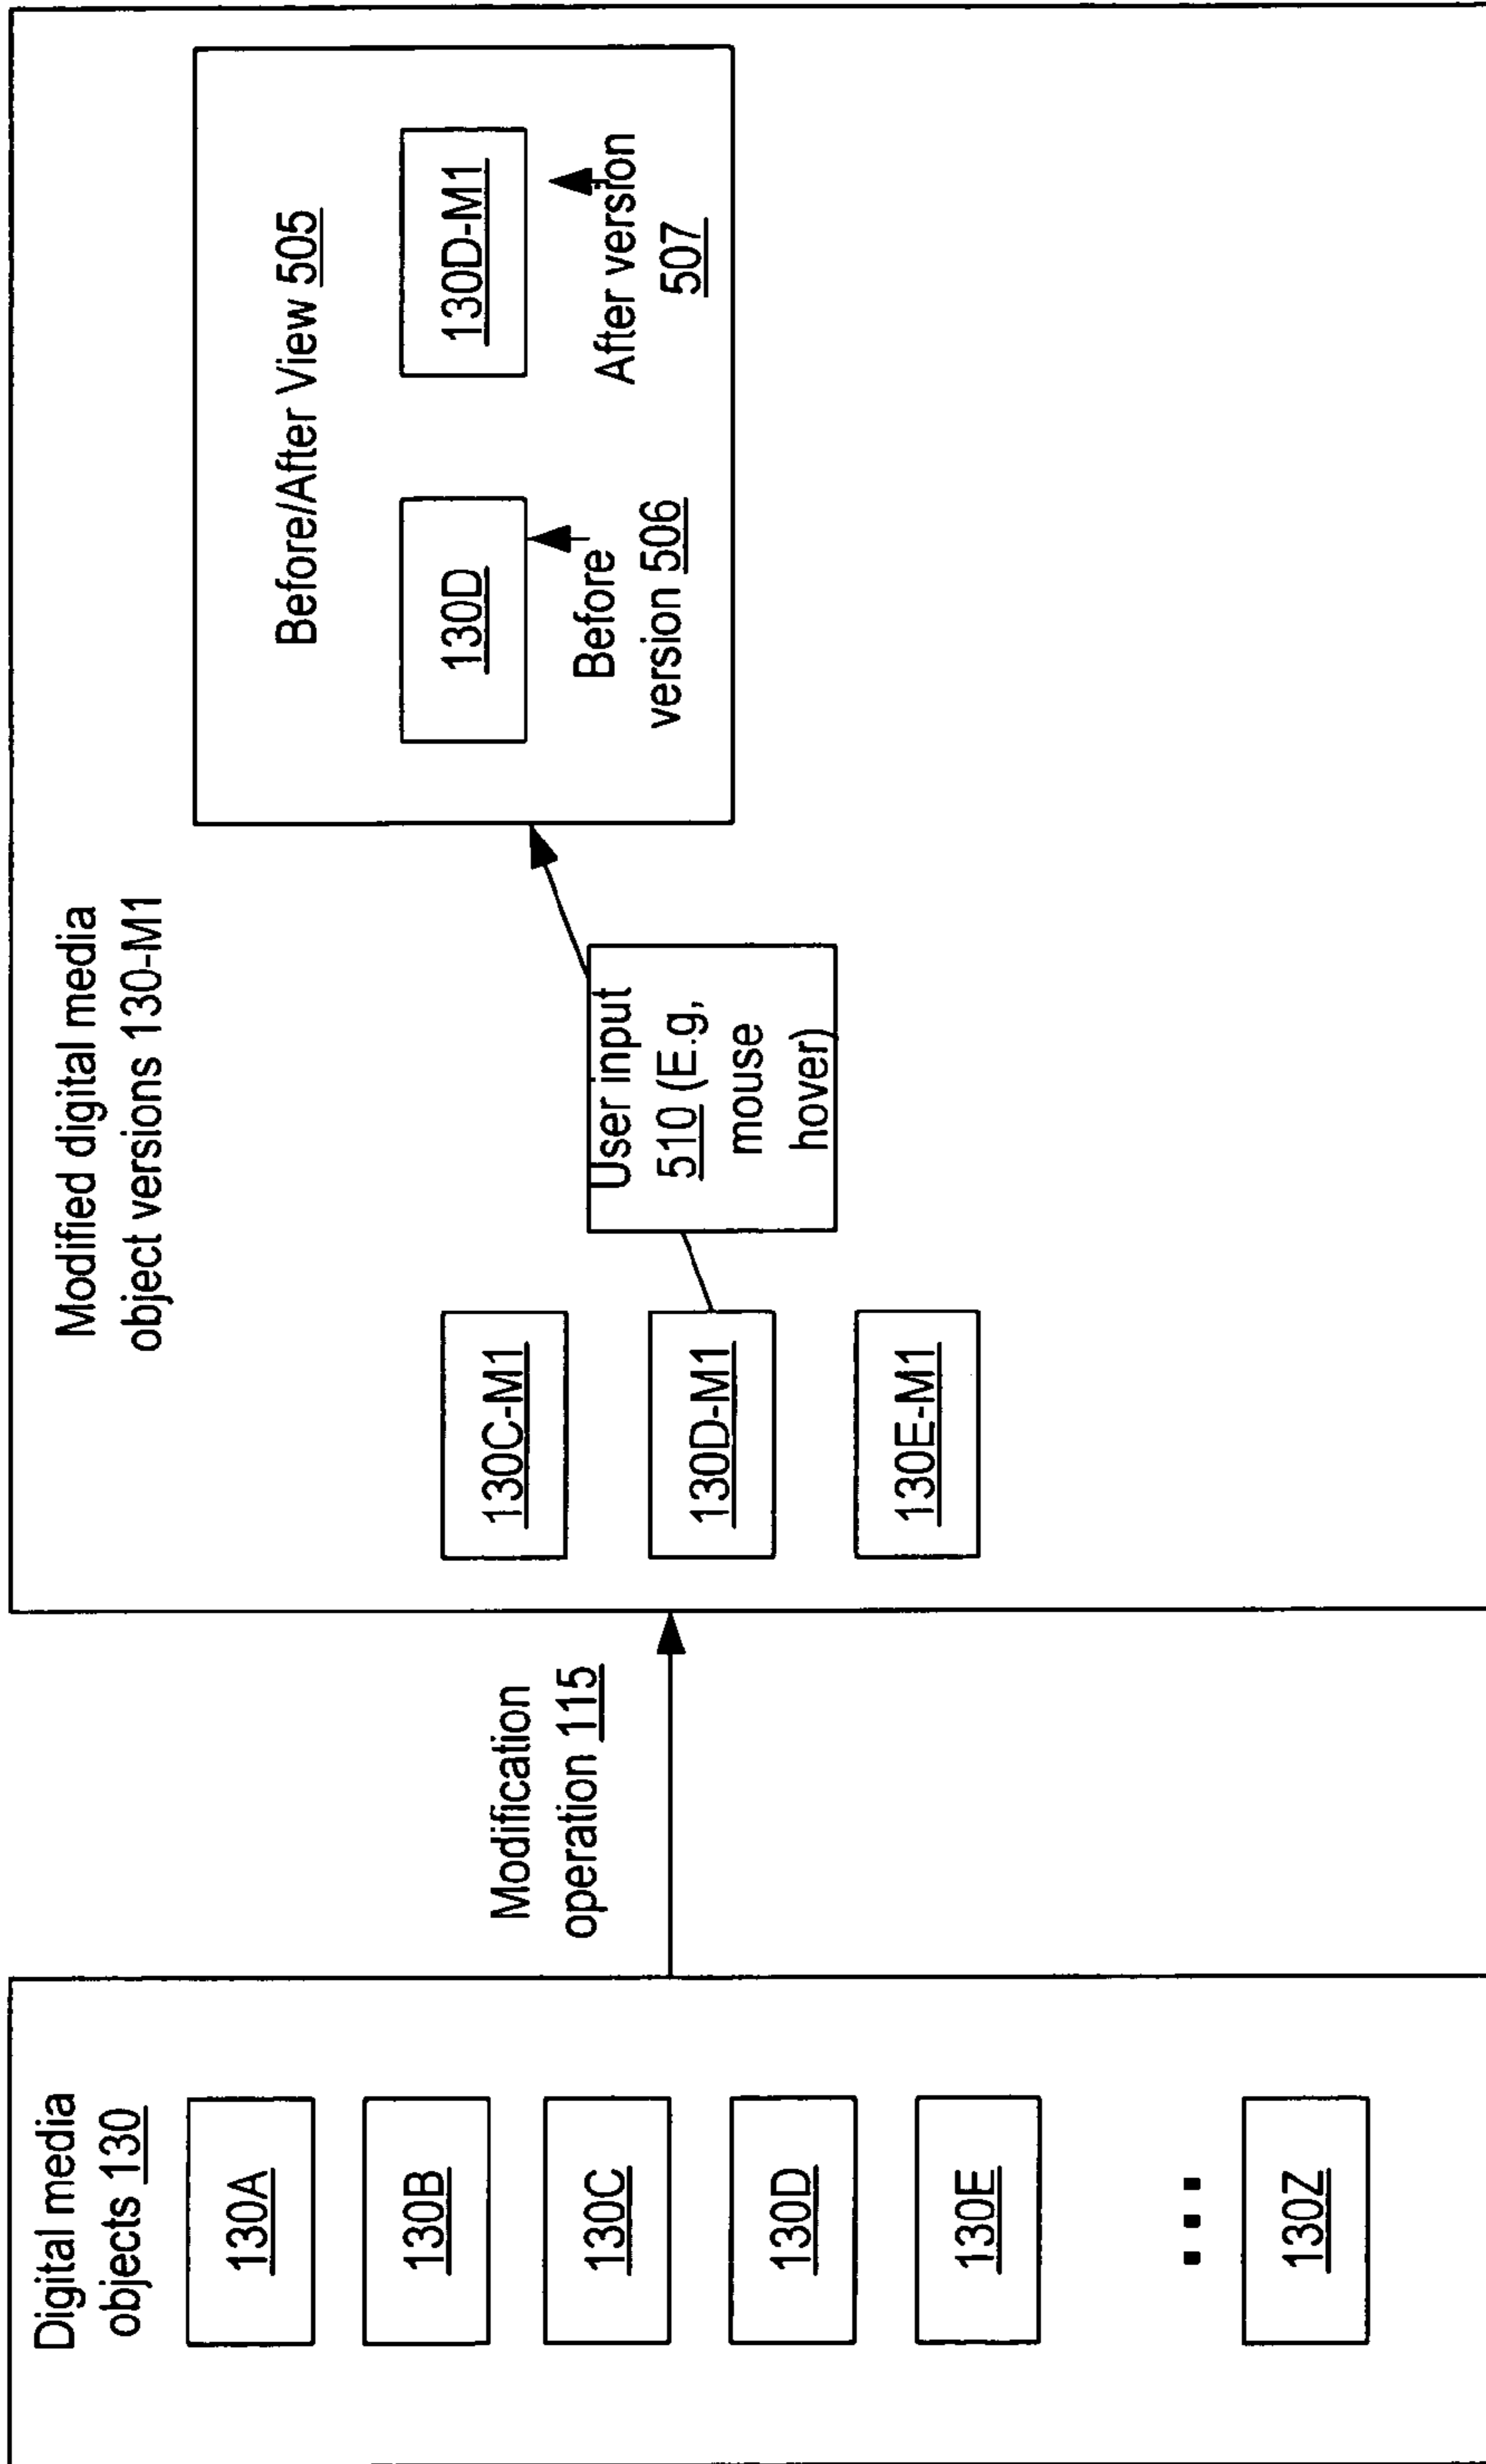 Digital media
objects 130
130A
130B
130C
130D
130E
...
130Z
Modification
operation 115
Modified digital media
object versions 130-M1
130C-M1
130D-M1
130E-M1
User input
510 (E.g,
mouse
hover)
Before/After View 505
130D
130D-M1
Before
version 506
After version
507